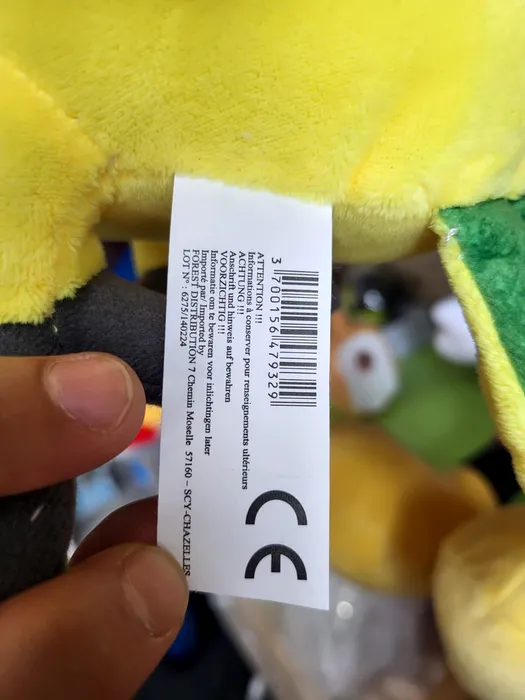 3 700156 479329
ATTENTION !!!
Informations à conserver pour renseignements ultérieurs
ACHTUNG !!!
Anschrift und hinweis auf bewahren
VOORZICHTIG !!!
Informatie om te bewaren voor inlichtingen later
Importé par/ Imported by
FOREST DISTRIBUTION 7 Chemin Moselle 57160 – SCY-CHAZELLES
LOT N° : 6275/140224
CE